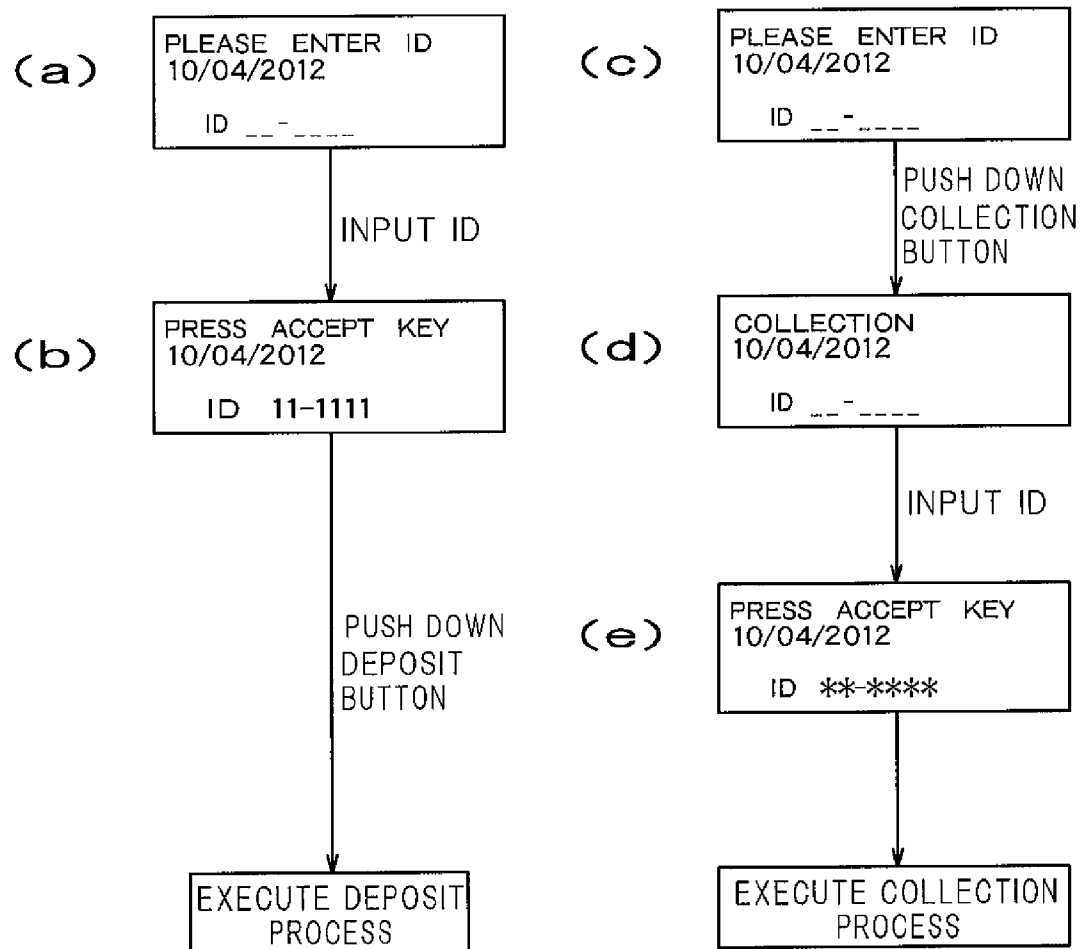 (a)
PLEASE ENTER ID
10/04/2012
ID __-____
INPUT ID
(b)
PRESS ACCEPT KEY
10/04/2012
ID 11-1111
PUSH DOWN
DEPOSIT
BUTTON
EXECUTE DEPOSIT
PROCESS
(c)
PLEASE ENTER ID
10/04/2012
ID __-____
PUSH DOWN
COLLECTION
BUTTON
(d)
COLLECTION
10/04/2012
ID __-____
INPUT ID
(e)
PRESS ACCEPT KEY
10/04/2012
ID **-****
EXECUTE COLLECTION
PROCESS